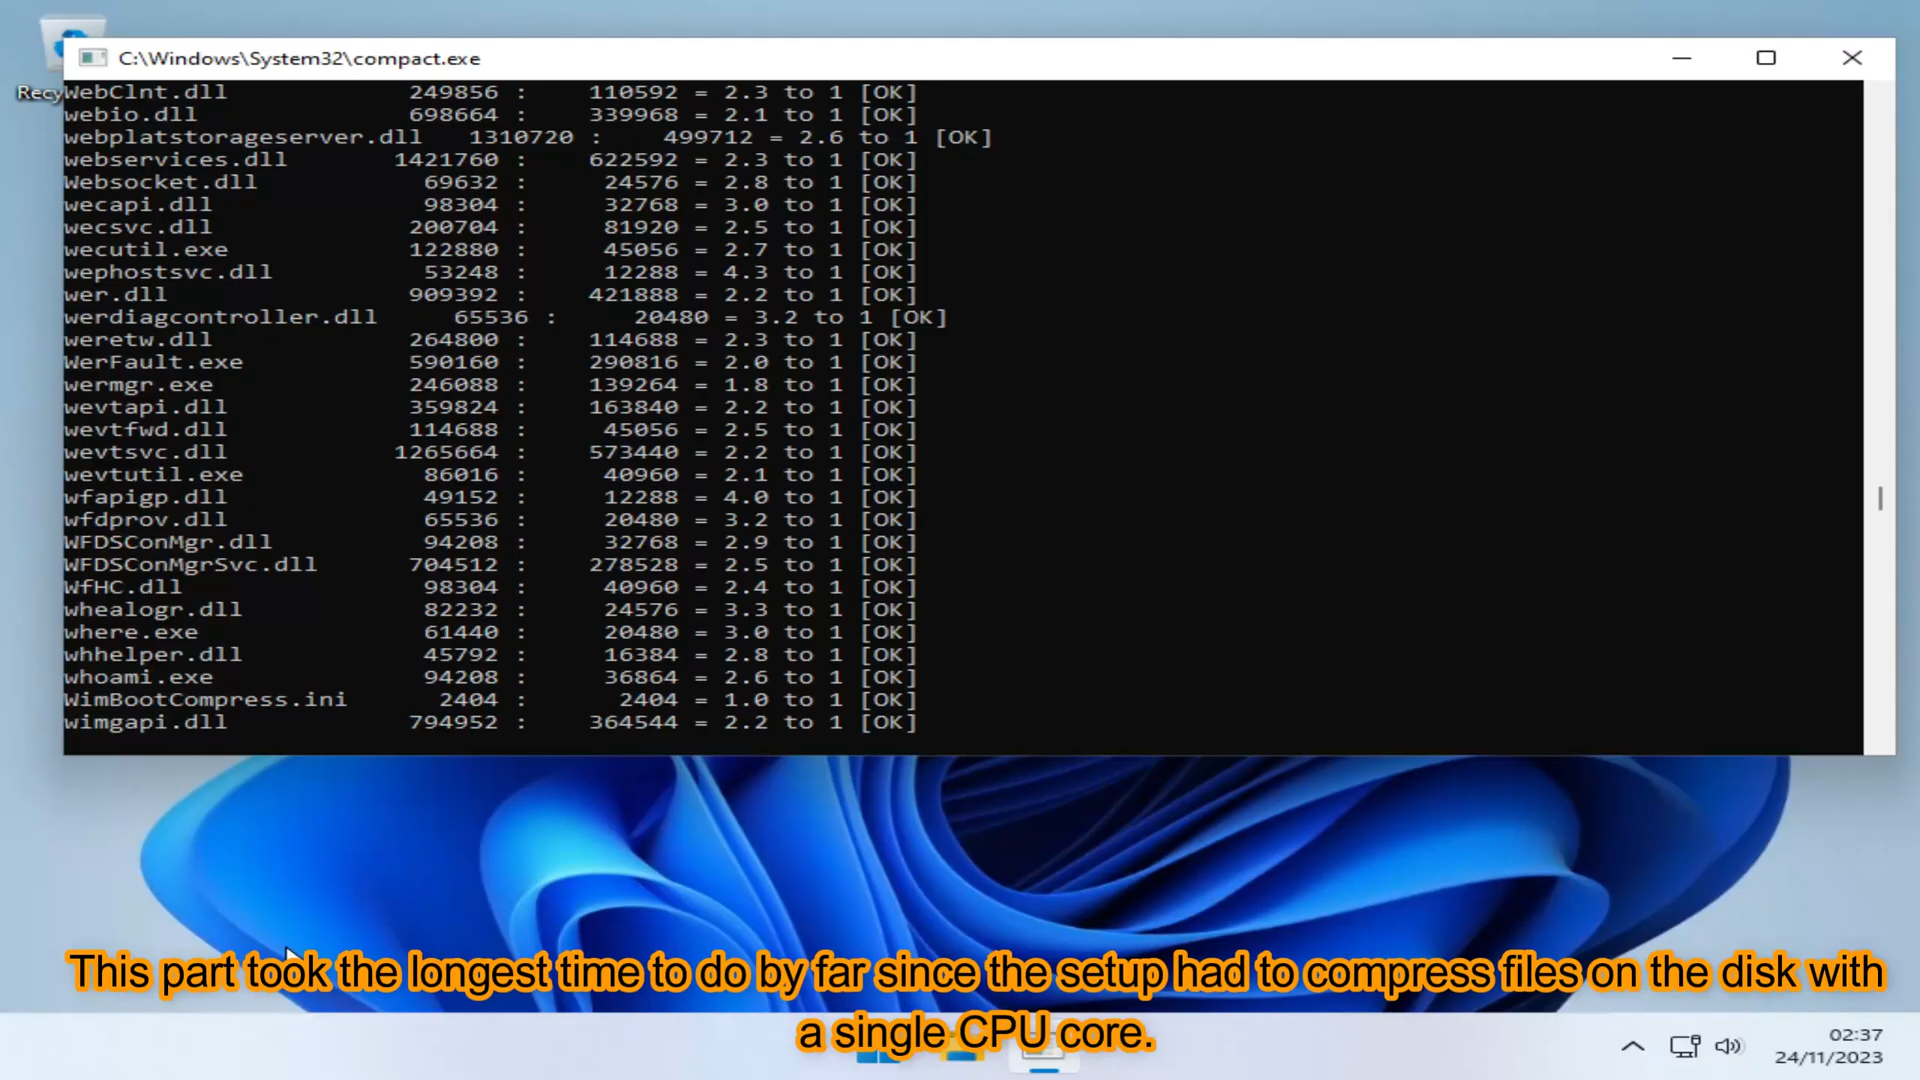 C:\Windows\System32\compact.exe
Recy
WebClnt.dll 249856 : 110592 = 2.3 to 1 [OK]
webio.dll 698664 : 339968 = 2.1 to 1 [OK]
webplatstorageserver.dll 1310720 : 499712 = 2.6 to 1 [OK]
webservices.dll 1421760 : 622592 = 2.3 to 1 [OK]
Websocket.dll 69632 : 24576 = 2.8 to 1 [OK]
wecapi.dll 98304 : 32768 = 3.0 to 1 [OK]
wecsvc.dll 200704 : 81920 = 2.5 to 1 [OK]
wecutil.exe 122880 : 45056 = 2.7 to 1 [OK]
wephostsvc.dll 53248 : 12288 = 4.3 to 1 [OK]
wer.dll 909392 : 421888 = 2.2 to 1 [OK]
werdiagcontroller.dll 65536 : 20480 = 3.2 to 1 [OK]
weretw.dll 264800 : 114688 = 2.3 to 1 [OK]
WerFault.exe 590160 : 290816 = 2.0 to 1 [OK]
wermgr.exe 246088 : 139264 = 1.8 to 1 [OK]
wevtapi.dll 359824 : 163840 = 2.2 to 1 [OK]
wevtfwd.dll 114688 : 45056 = 2.5 to 1 [OK]
wevtsvc.dll 1265664 : 573440 = 2.2 to 1 [OK]
wevtutil.exe 86016 : 40960 = 2.1 to 1 [OK]
wfapigp.dll 49152 : 12288 = 4.0 to 1 [OK]
wfdprov.dll 65536 : 20480 = 3.2 to 1 [OK]
WFDSConMgr.dll 94208 : 32768 = 2.9 to 1 [OK]
WFDSConMgrSvc.dll 704512 : 278528 = 2.5 to 1 [OK]
WfHC.dll 98304 : 40960 = 2.4 to 1 [OK]
whealogr.dll 82232 : 24576 = 3.3 to 1 [OK]
where.exe 61440 : 20480 = 3.0 to 1 [OK]
whhelper.dll 45792 : 16384 = 2.8 to 1 [OK]
whoami.exe 94208 : 36864 = 2.6 to 1 [OK]
WimBootCompress.ini 2404 : 2404 = 1.0 to 1 [OK]
wimgapi.dll 794952 : 364544 = 2.2 to 1 [OK]
This part took the longest time to do by far since the setup had to compress files on the disk with
a single CPU core.
02:37
24/11/2023